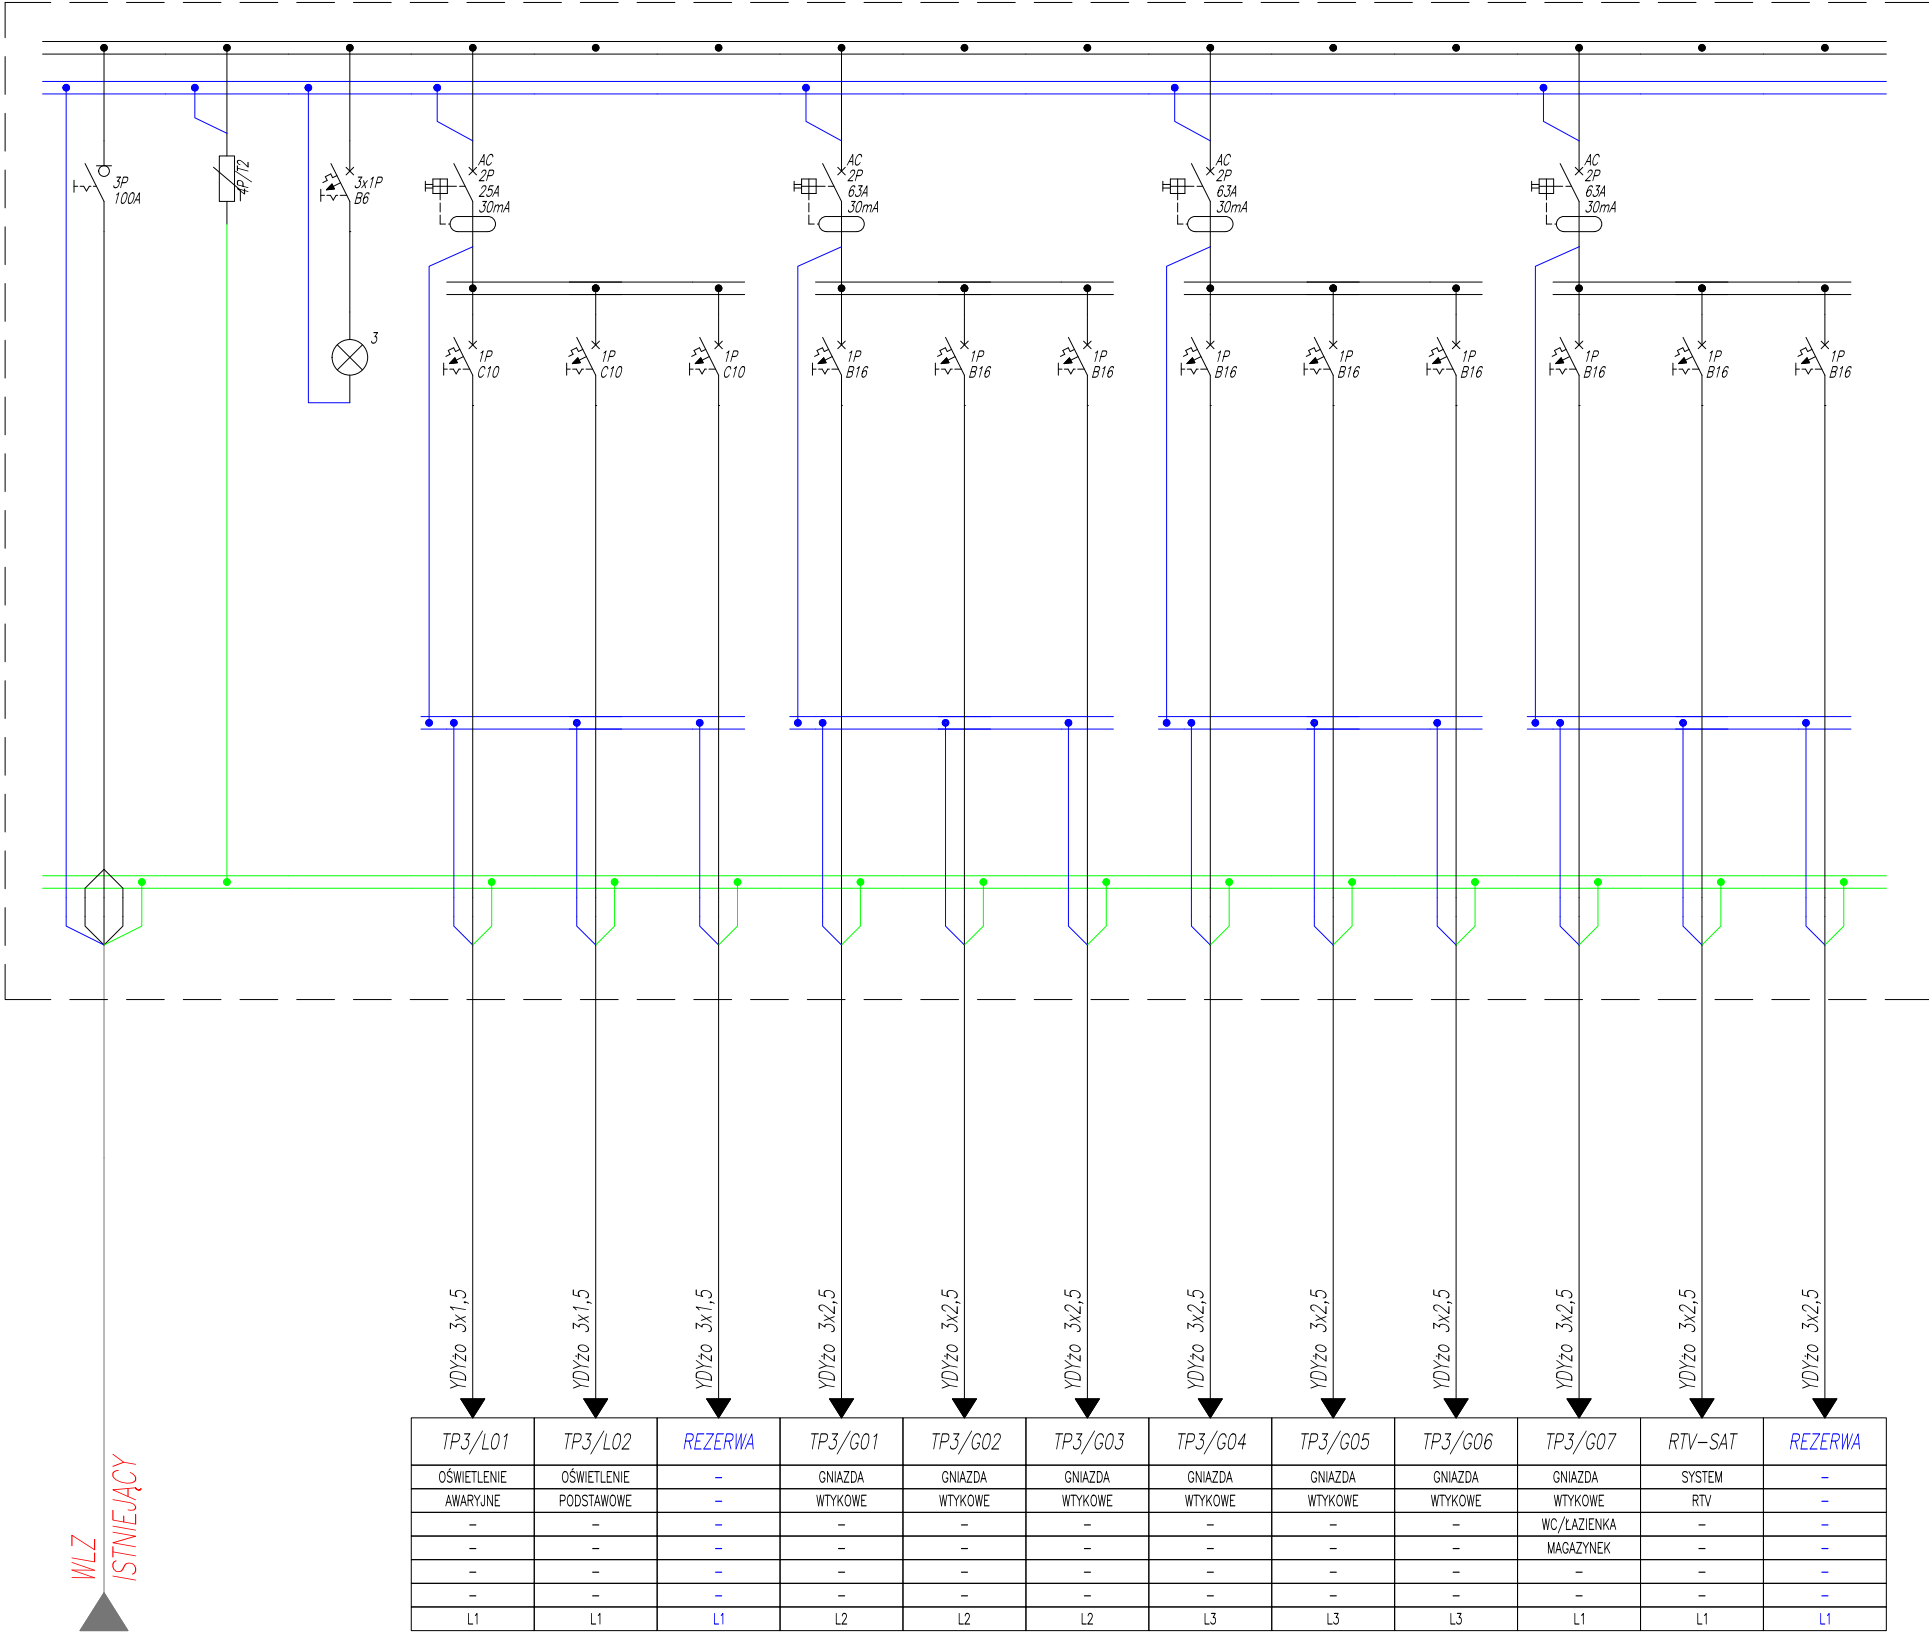 3P
100A
4P/T2
3x1P
B6
3
AC
2P
25A
30mA
AC
2P
63A
30mA
AC
2P
63A
30mA
AC
2P
63A
30mA
1P
C10
1P
C10
1P
C10
1P
B16
1P
B16
1P
B16
1P
B16
1P
B16
1P
B16
1P
B16
1P
B16
1P
B16
WLZ
ISTNIEJĄCY
YDYżo 3x1,5
YDYżo 3x1,5
YDYżo 3x1,5
YDYżo 3x2,5
YDYżo 3x2,5
YDYżo 3x2,5
YDYżo 3x2,5
YDYżo 3x2,5
YDYżo 3x2,5
YDYżo 3x2,5
YDYżo 3x2,5
YDYżo 3x2,5
TP3/L01 TP3/L02 REZERWA TP3/G01 TP3/G02 TP3/G03 TP3/G04 TP3/G05 TP3/G06 TP3/G07 RTV-SAT REZERWA
OŚWIETLENIE OŚWIETLENIE - GNIAZDA GNIAZDA GNIAZDA GNIAZDA GNIAZDA GNIAZDA GNIAZDA SYSTEM -
AWARYJNE PODSTAWOWE - WTYKOWE WTYKOWE WTYKOWE WTYKOWE WTYKOWE WTYKOWE WTYKOWE RTV -
- - - - - - - - - WC/ŁAZIENKA - -
- - - - - - - - - MAGAZYNEK - -
- - - - - - - - - - - -
- - - - - - - - - - - -
L1 L1 L1 L2 L2 L2 L3 L3 L3 L1 L1 L1